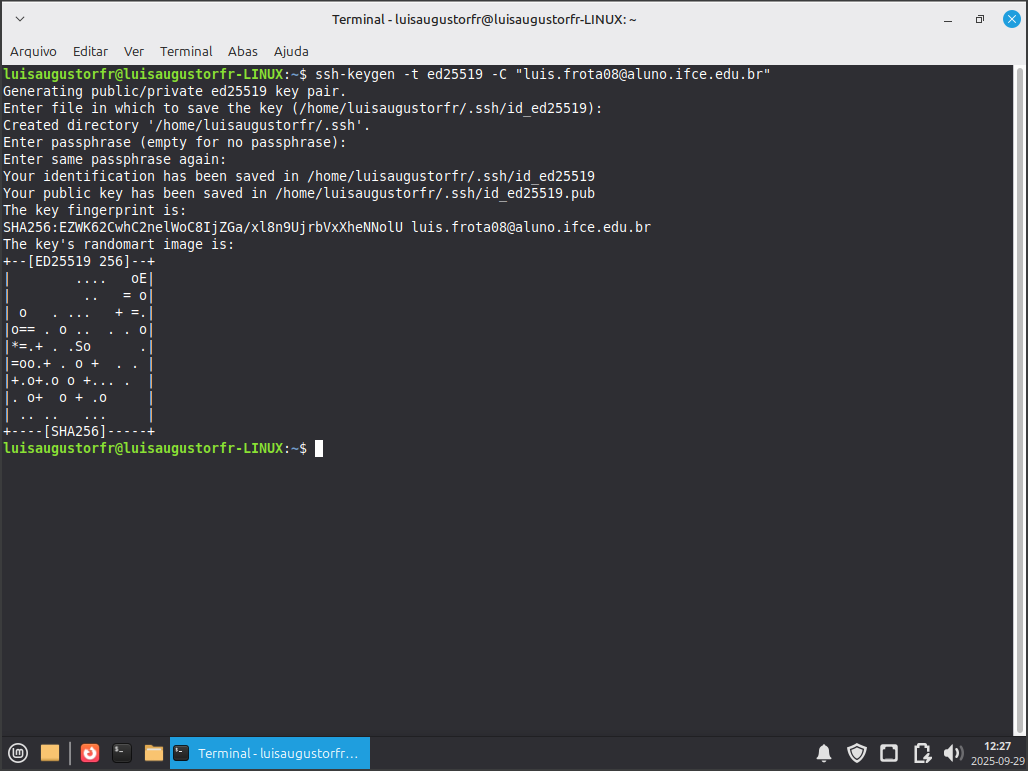 Terminal - luisaugustorfr@luisaugustorfr-LINUX: ~
Arquivo Editar Ver Terminal Abas Ajuda
luisaugustorfr@luisaugustorfr-LINUX:~$ ssh-keygen -t ed25519 -C "luis.frota08@aluno.ifce.edu.br"
Generating public/private ed25519 key pair.
Enter file in which to save the key (/home/luisaugustorfr/.ssh/id_ed25519):
Created directory '/home/luisaugustorfr/.ssh'.
Enter passphrase (empty for no passphrase):
Enter same passphrase again:
Your identification has been saved in /home/luisaugustorfr/.ssh/id_ed25519
Your public key has been saved in /home/luisaugustorfr/.ssh/id_ed25519.pub
The key fingerprint is:
SHA256:EZWK62CwhC2nelWoC8IjZGa/xl8n9UjrbVxXheNNolU luis.frota08@aluno.ifce.edu.br
The key's randomart image is:
+--[ED25519 256]--+
|        ....   oE|
|         ..   = o|
| o   . ...   + =.|
|o== . o ..  . . o|
|*=.+ . .So      .|
|=oo.+ . o +  . . |
|+.o+.o o +... .  |
|. o+  o + .o     |
| .. ..   ...     |
+----[SHA256]-----+
luisaugustorfr@luisaugustorfr-LINUX:~$
Terminal - luisaugustorfr...
12:27
2025-09-29